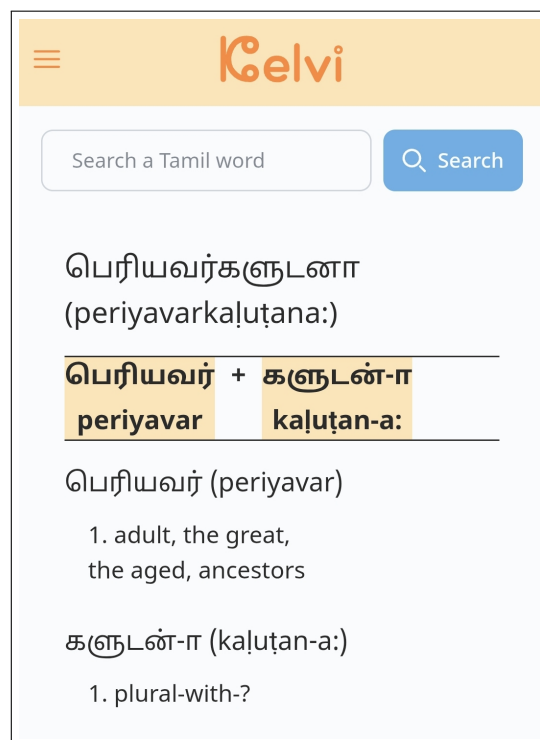 Kelvi
Search a Tamil word
Search
பெரியவர்களுடனா
(periyavarkaḷuṭana:)
பெரியவர் + களுடன்-ா
periyavar kaḷuṭan-a:
பெரியவர் (periyavar)
1. adult, the great,
the aged, ancestors
களுடன்-ா (kaḷuṭan-a:)
1. plural-with-?